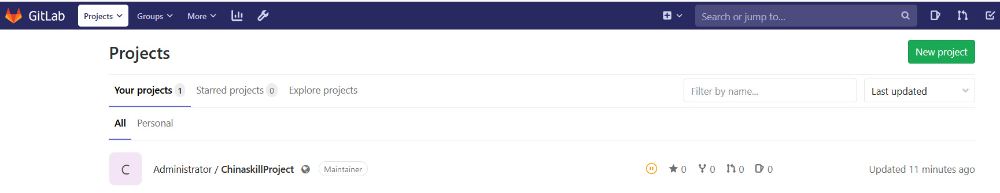 GitLab Projects Groups More Search or jump to...
Projects New project
Your projects 1 Starred projects 0 Explore projects Filter by name... Last updated
All Personal
C Administrator / ChinaskillProject Maintainer 0 0 0 0 Updated 11 minutes ago